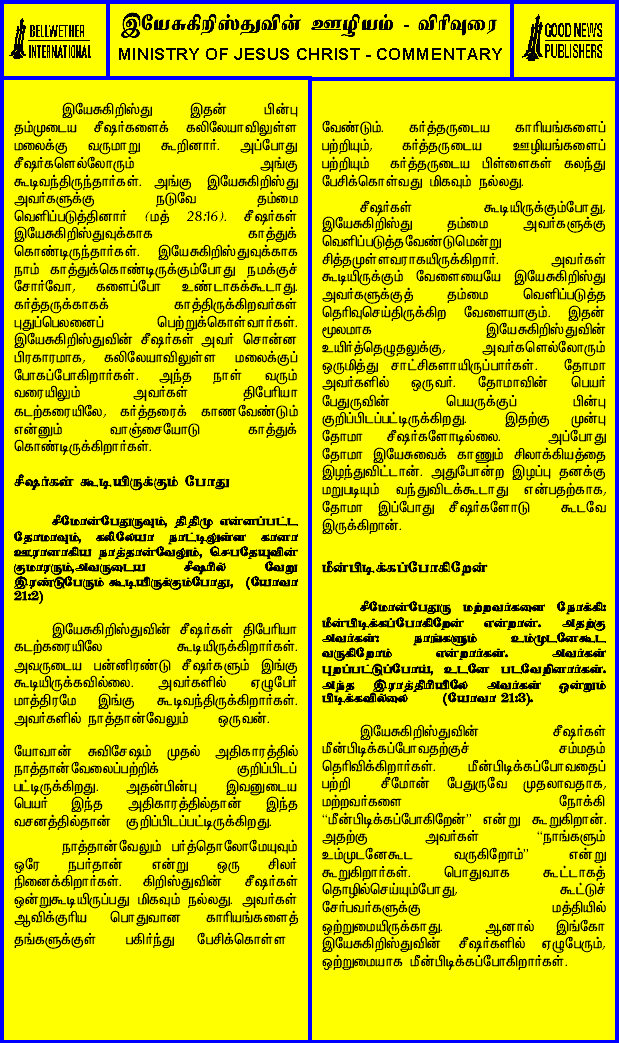 BELLWETHER
INTERNATIONAL
இயேசுகிறிஸ்துவின் ஊழியம் - விரிவுரை
MINISTRY OF JESUS CHRIST - COMMENTARY
GOOD NEWS
PUBLISHERS
இயேசுகிறிஸ்து இதன் பின்பு
தம்முடைய சீஷர்களைக் கலிலேயாவிலுள்ள
மலைக்கு வருமாறு கூறினார். அப்போது
சீஷர்களெல்லோரும் அங்கு
கூடிவந்திருந்தார்கள். அங்கு இயேசுகிறிஸ்து
அவர்களுக்கு நடுவே தம்மை
வெளிப்படுத்தினார் (மத் 28:16). சீஷர்கள்
இயேசுகிறிஸ்துவுக்காக காத்துக்
கொண்டிருந்தார்கள். இயேசுகிறிஸ்துவுக்காக
நாம் காத்துக்கொண்டிருக்கும்போது நமக்குச்
சோர்வோ, களைப்போ உண்டாகக்கூடாது.
கர்த்தருக்காகக் காத்திருக்கிறவர்கள்
புதுப்பெலனைப் பெற்றுக்கொள்வார்கள்.
இயேசுகிறிஸ்துவின் சீஷர்கள் அவர் சொன்ன
பிரகாரமாக, கலிலேயாவிலுள்ள மலைக்குப்
போகப்போகிறார்கள். அந்த நாள் வரும்
வரையிலும் அவர்கள் திபேரியா
கடற்கரையிலே, கர்த்தரைக் காணவேண்டும்
என்னும் வாஞ்சையோடு காத்துக்
கொண்டிருக்கிறார்கள்.
சீஷர்கள் கூடியிருக்கும் போது
சீமோன்பேதுருவும், திதிமு என்னப்பட்ட
தோமாவும், கலிலேயா நாட்டிலுள்ள கானா
ஊரானாகிய நாத்தான்வேலும், செபதேயுவின்
குமாரரும்,அவருடைய சீஷரில் வேறு
இரண்டுபேரும் கூடியிருக்கும்போது, (யோவா
21:2)
இயேசுகிறிஸ்துவின் சீஷர்கள் திபேரியா
கடற்கரையிலே கூடியிருக்கிறார்கள்.
அவருடைய பன்னிரண்டு சீஷர்களும் இங்கு
கூடியிருக்கவில்லை. அவர்களில் ஏழுபேர்
மாத்திரமே இங்கு கூடிவந்திருக்கிறார்கள்.
அவர்களில் நாத்தான்வேலும் ஒருவன்.
யோவான் சுவிசேஷம் முதல் அதிகாரத்தில்
நாத்தான்வேலைப்பற்றிக் குறிப்பிடப்
பட்டிருக்கிறது. அதன்பின்பு இவனுடைய
பெயர் இந்த அதிகாரத்தில்தான் இந்த
வசனத்தில்தான் குறிப்பிடப்பட்டிருக்கிறது.
நாத்தான்வேலும் பர்த்தொலோமேயுவும்
ஒரே நபர்தான் என்று ஒரு சிலர்
நினைக்கிறார்கள். கிறிஸ்துவின் சீஷர்கள்
ஒன்றுகூடியிருப்பது மிகவும் நல்லது. அவர்கள்
ஆவிக்குரிய பொதுவான காரியங்களைத்
தங்களுக்குள் பகிர்ந்து பேசிக்கொள்ள
வேண்டும். கர்த்தருடைய காரியங்களைப்
பற்றியும், கர்த்தருடைய ஊழியங்களைப்
பற்றியும் கர்த்தருடைய பிள்ளைகள் கலந்து
பேசிக்கொள்வது மிகவும் நல்லது.
சீஷர்கள் கூடியிருக்கும்போது,
இயேசுகிறிஸ்து தம்மை அவர்களுக்கு
வெளிப்படுத்தவேண்டுமென்று
சித்தமுள்ளவராகயிருக்கிறார். அவர்கள்
கூடியிருக்கும் வேளையையே இயேசுகிறிஸ்து
அவர்களுக்குத் தம்மை வெளிப்படுத்த
தெரிவுசெய்திருக்கிற வேளையாகும். இதன்
மூலமாக இயேசுகிறிஸ்துவின்
உயிர்த்தெழுதலுக்கு, அவர்களெல்லோரும்
ஒருமித்து சாட்சிகளாயிருப்பார்கள். தோமா
அவர்களில் ஒருவர். தோமாவின் பெயர்
பேதுருவின் பெயருக்குப் பின்பு
குறிப்பிடப்பட்டிருக்கிறது. இதற்கு முன்பு
தோமா சீஷர்களோடில்லை. அப்போது
தோமா இயேசுவைக் காணும் சிலாக்கியத்தை
இழந்துவிட்டான். அதுபோன்ற இழப்பு தனக்கு
மறுபடியும் வந்துவிடக்கூடாது என்பதற்காக,
தோமா இப்போது சீஷர்களோடு கூடவே
இருக்கிறான்.
மீன்பிடிக்கப்போகிறேன்
சீமோன்பேதுரு மற்றவர்களை நோக்கி:
மீன்பிடிக்கப்போகிறேன் என்றான். அதற்கு
அவர்கள்: நாங்களும் உம்முடனேகூட
வருகிறோம் என்றார்கள். அவர்கள்
புறப்பட்டுப்போய், உடனே படவேறினார்கள்.
அந்த இராத்திரியிலே அவர்கள் ஒன்றும்
பிடிக்கவில்லை (யோவா 21:3).
இயேசுகிறிஸ்துவின் சீஷர்கள்
மீன்பிடிக்கப்போவதற்குச் சம்மதம்
தெரிவிக்கிறார்கள். மீன்பிடிக்கப்போவதைப்
பற்றி சீமோன் பேதுருவே முதலாவதாக,
மற்றவர்களை நோக்கி
“மீன்பிடிக்கப்போகிறேன்” என்று கூறுகிறான்.
அதற்கு அவர்கள் “நாங்களும்
உம்முடனேகூட வருகிறோம்” என்று
கூறுகிறார்கள். பொதுவாக கூட்டாகத்
தொழில்செய்யும்போது, கூட்டுச்
சேர்பவர்களுக்கு மத்தியில்
ஒற்றுமையிருக்காது. ஆனால் இங்கோ
இயேசுகிறிஸ்துவின் சீஷர்களில் ஏழுபேரும்,
ஒற்றுமையாக மீன்பிடிக்கப்போகிறார்கள்.